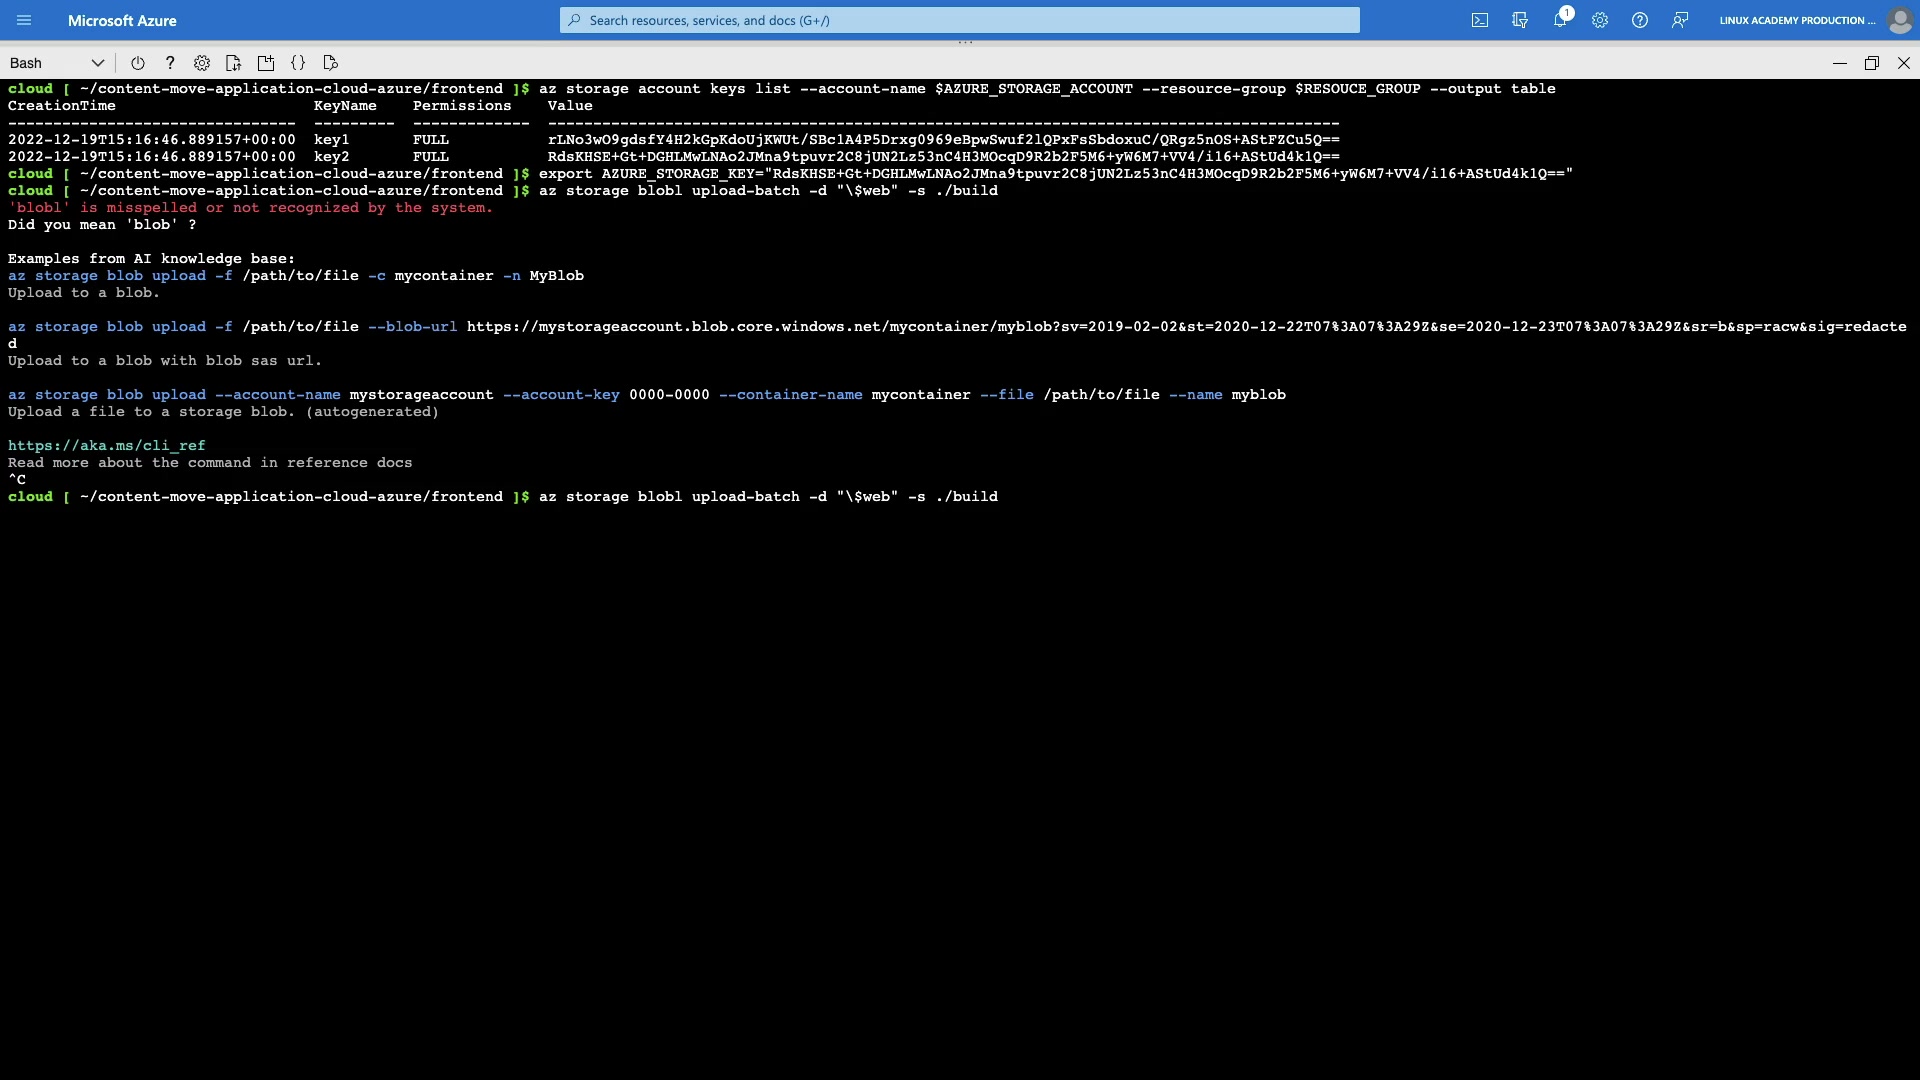 Microsoft Azure
Search resources, services, and docs (G+/)
1
LINUX ACADEMY PRODUCTION ...
Bash
cloud [ ~/content-move-application-cloud-azure/frontend ]$ az storage account keys list --account-name $AZURE_STORAGE_ACCOUNT --resource-group $RESOUCE_GROUP --output table
CreationTime KeyName Permissions Value
-------------------------------- --------- ------------- ----------------------------------------------------------------------------------------
2022-12-19T15:16:46.889157+00:00 key1 FULL rLNo3wO9gdsfY4H2kGpKdoUjKWUt/SBc1A4P5Drxg0969eBpwSwuf2lQPxFsSbdoxuC/QRgz5nOS+AStFZCu5Q==
2022-12-19T15:16:46.889157+00:00 key2 FULL RdsKHSE+Gt+DGHLMwLNAo2JMna9tpuvr2C8jUN2Lz53nC4H3MOcqD9R2b2F5M6+yW6M7+VV4/i16+AStUd4k1Q==
cloud [ ~/content-move-application-cloud-azure/frontend ]$ export AZURE_STORAGE_KEY="RdsKHSE+Gt+DGHLMwLNAo2JMna9tpuvr2C8jUN2Lz53nC4H3MOcqD9R2b2F5M6+yW6M7+VV4/i16+AStUd4k1Q=="
cloud [ ~/content-move-application-cloud-azure/frontend ]$ az storage blobl upload-batch -d "\$web" -s ./build
'blobl' is misspelled or not recognized by the system.
Did you mean 'blob' ?
Examples from AI knowledge base:
az storage blob upload -f /path/to/file -c mycontainer -n MyBlob
Upload to a blob.
az storage blob upload -f /path/to/file --blob-url https://mystorageaccount.blob.core.windows.net/mycontainer/myblob?sv=2019-02-02&st=2020-12-22T07%3A07%3A29Z&se=2020-12-23T07%3A07%3A29Z&sr=b&sp=racw&sig=redacte
d
Upload to a blob with blob sas url.
az storage blob upload --account-name mystorageaccount --account-key 0000-0000 --container-name mycontainer --file /path/to/file --name myblob
Upload a file to a storage blob. (autogenerated)
https://aka.ms/cli_ref
Read more about the command in reference docs
^C
cloud [ ~/content-move-application-cloud-azure/frontend ]$ az storage blobl upload-batch -d "\$web" -s ./build